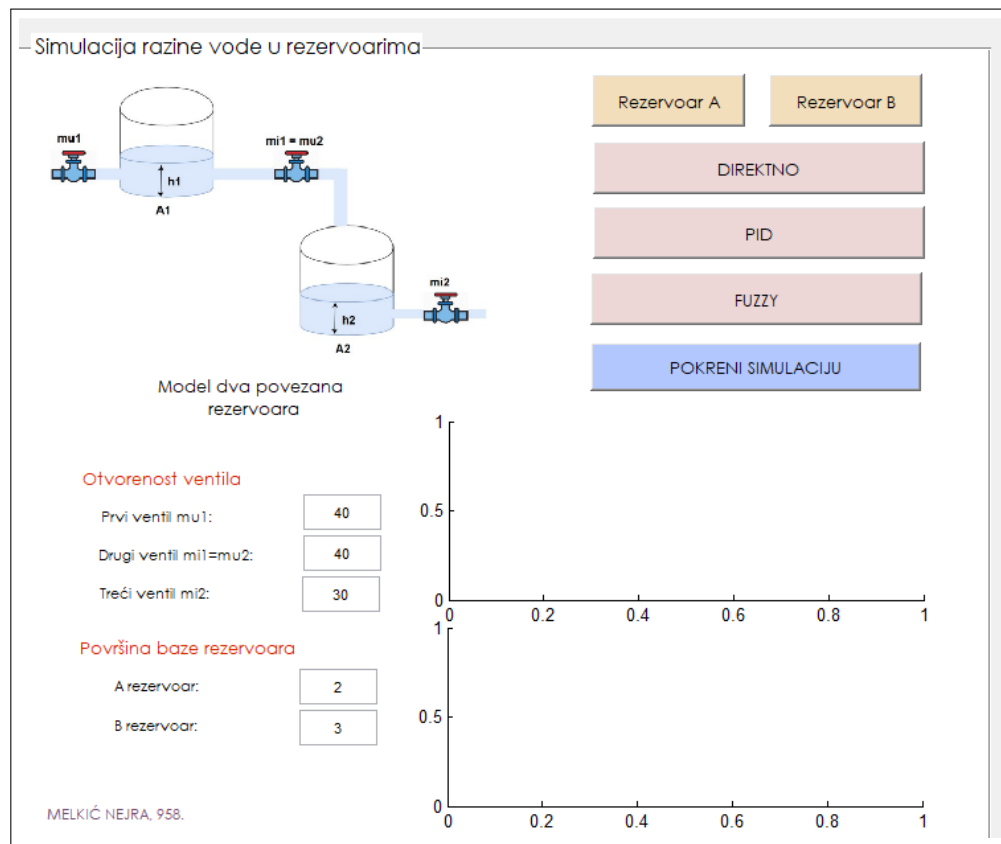 Simulacija razine vode u rezervoarima
mu1
mi1 = mu2
h1
A1
mi2
h2
A2
Model dva povezana
rezervoara
Rezervoar A
Rezervoar B
DIREKTNO
PID
FUZZY
POKRENI SIMULACIJU
Otvorenost ventila
Prvi ventil mu1: 40
Drugi ventil mi1=mu2: 40
Treći ventil mi2: 30
Površina baze rezervoara
A rezervoar: 2
B rezervoar: 3
1
0.5
0
0 0.2 0.4 0.6 0.8 1
1
0.5
0
0 0.2 0.4 0.6 0.8 1
MELKIĆ NEJRA, 958.